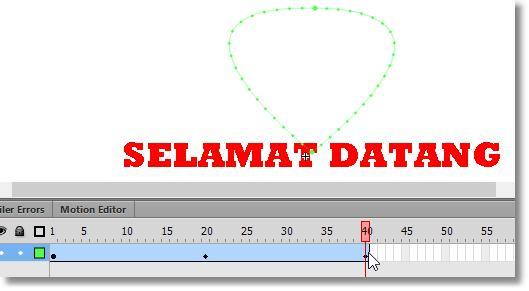 SELAMAT DATANG
iler Errors Motion Editor
1 5 10 15 20 25 30 35 40 45 50 55